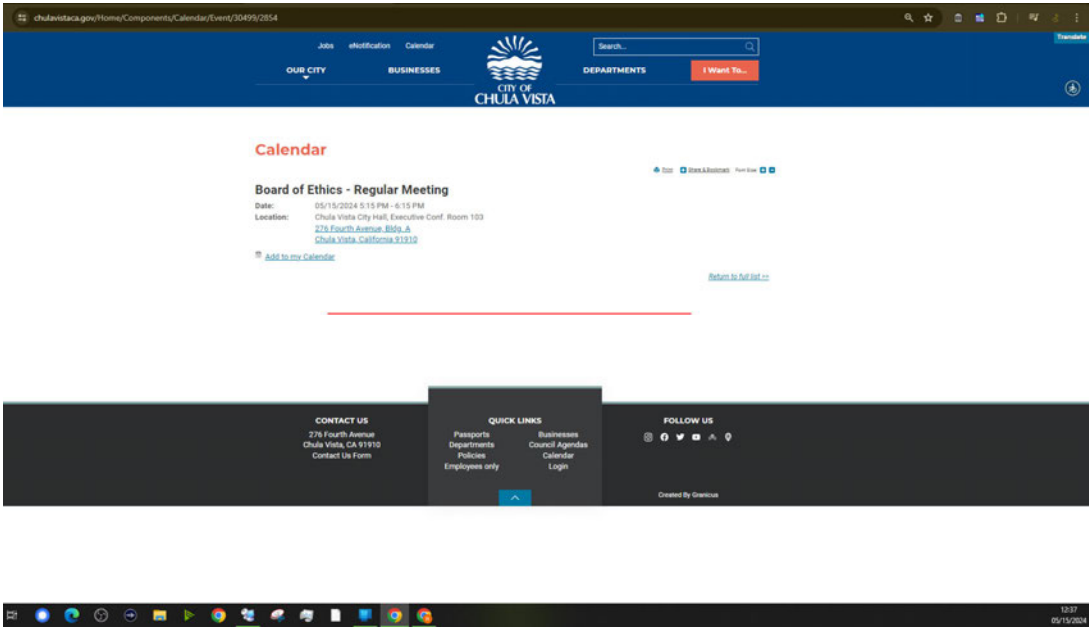 chulavistaca.gov/Home/Components/Calendar/Event/30499/2854
Translate
Jobs eNotification Calendar
Search...
OUR CITY BUSINESSES DEPARTMENTS I Want To...
CITY OF
CHULA VISTA
Calendar
Print Share & Bookmark Font Size
Board of Ethics - Regular Meeting
Date: 05/15/2024 5:15 PM - 6:15 PM
Location: Chula Vista City Hall, Executive Conf. Room 103
276 Fourth Avenue, Bldg. A
Chula Vista, California 91910
Add to my Calendar
Return to full list >>
CONTACT US
276 Fourth Avenue
Chula Vista, CA 91910
Contact Us Form
QUICK LINKS
Passports Businesses
Departments Council Agendas
Policies Calendar
Employees only Login
FOLLOW US
Created By Granicus
12:37
05/15/2024